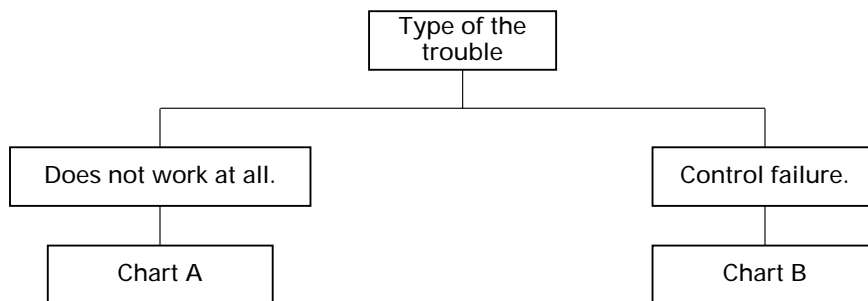 Type of the
trouble
Does not work at all.
Control failure.
Chart A
Chart B